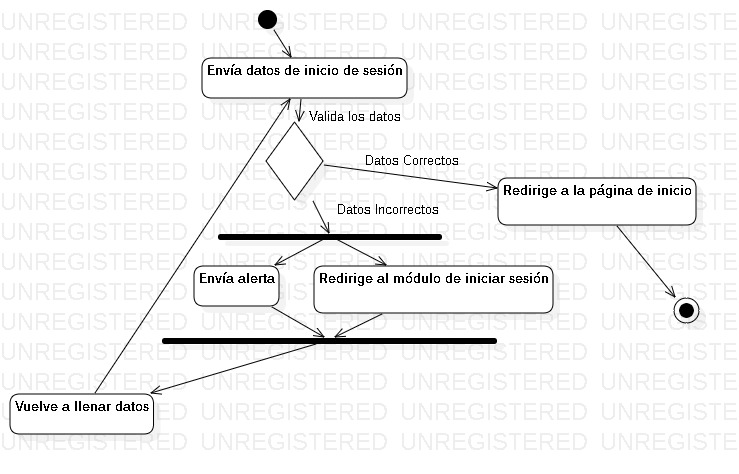 Envía datos de inicio de sesión
Valida los datos
Datos Correctos
Redirige a la página de inicio
Datos Incorrectos
Envía alerta
Redirige al módulo de iniciar sesión
Vuelve a llenar datos
UNREGISTERED